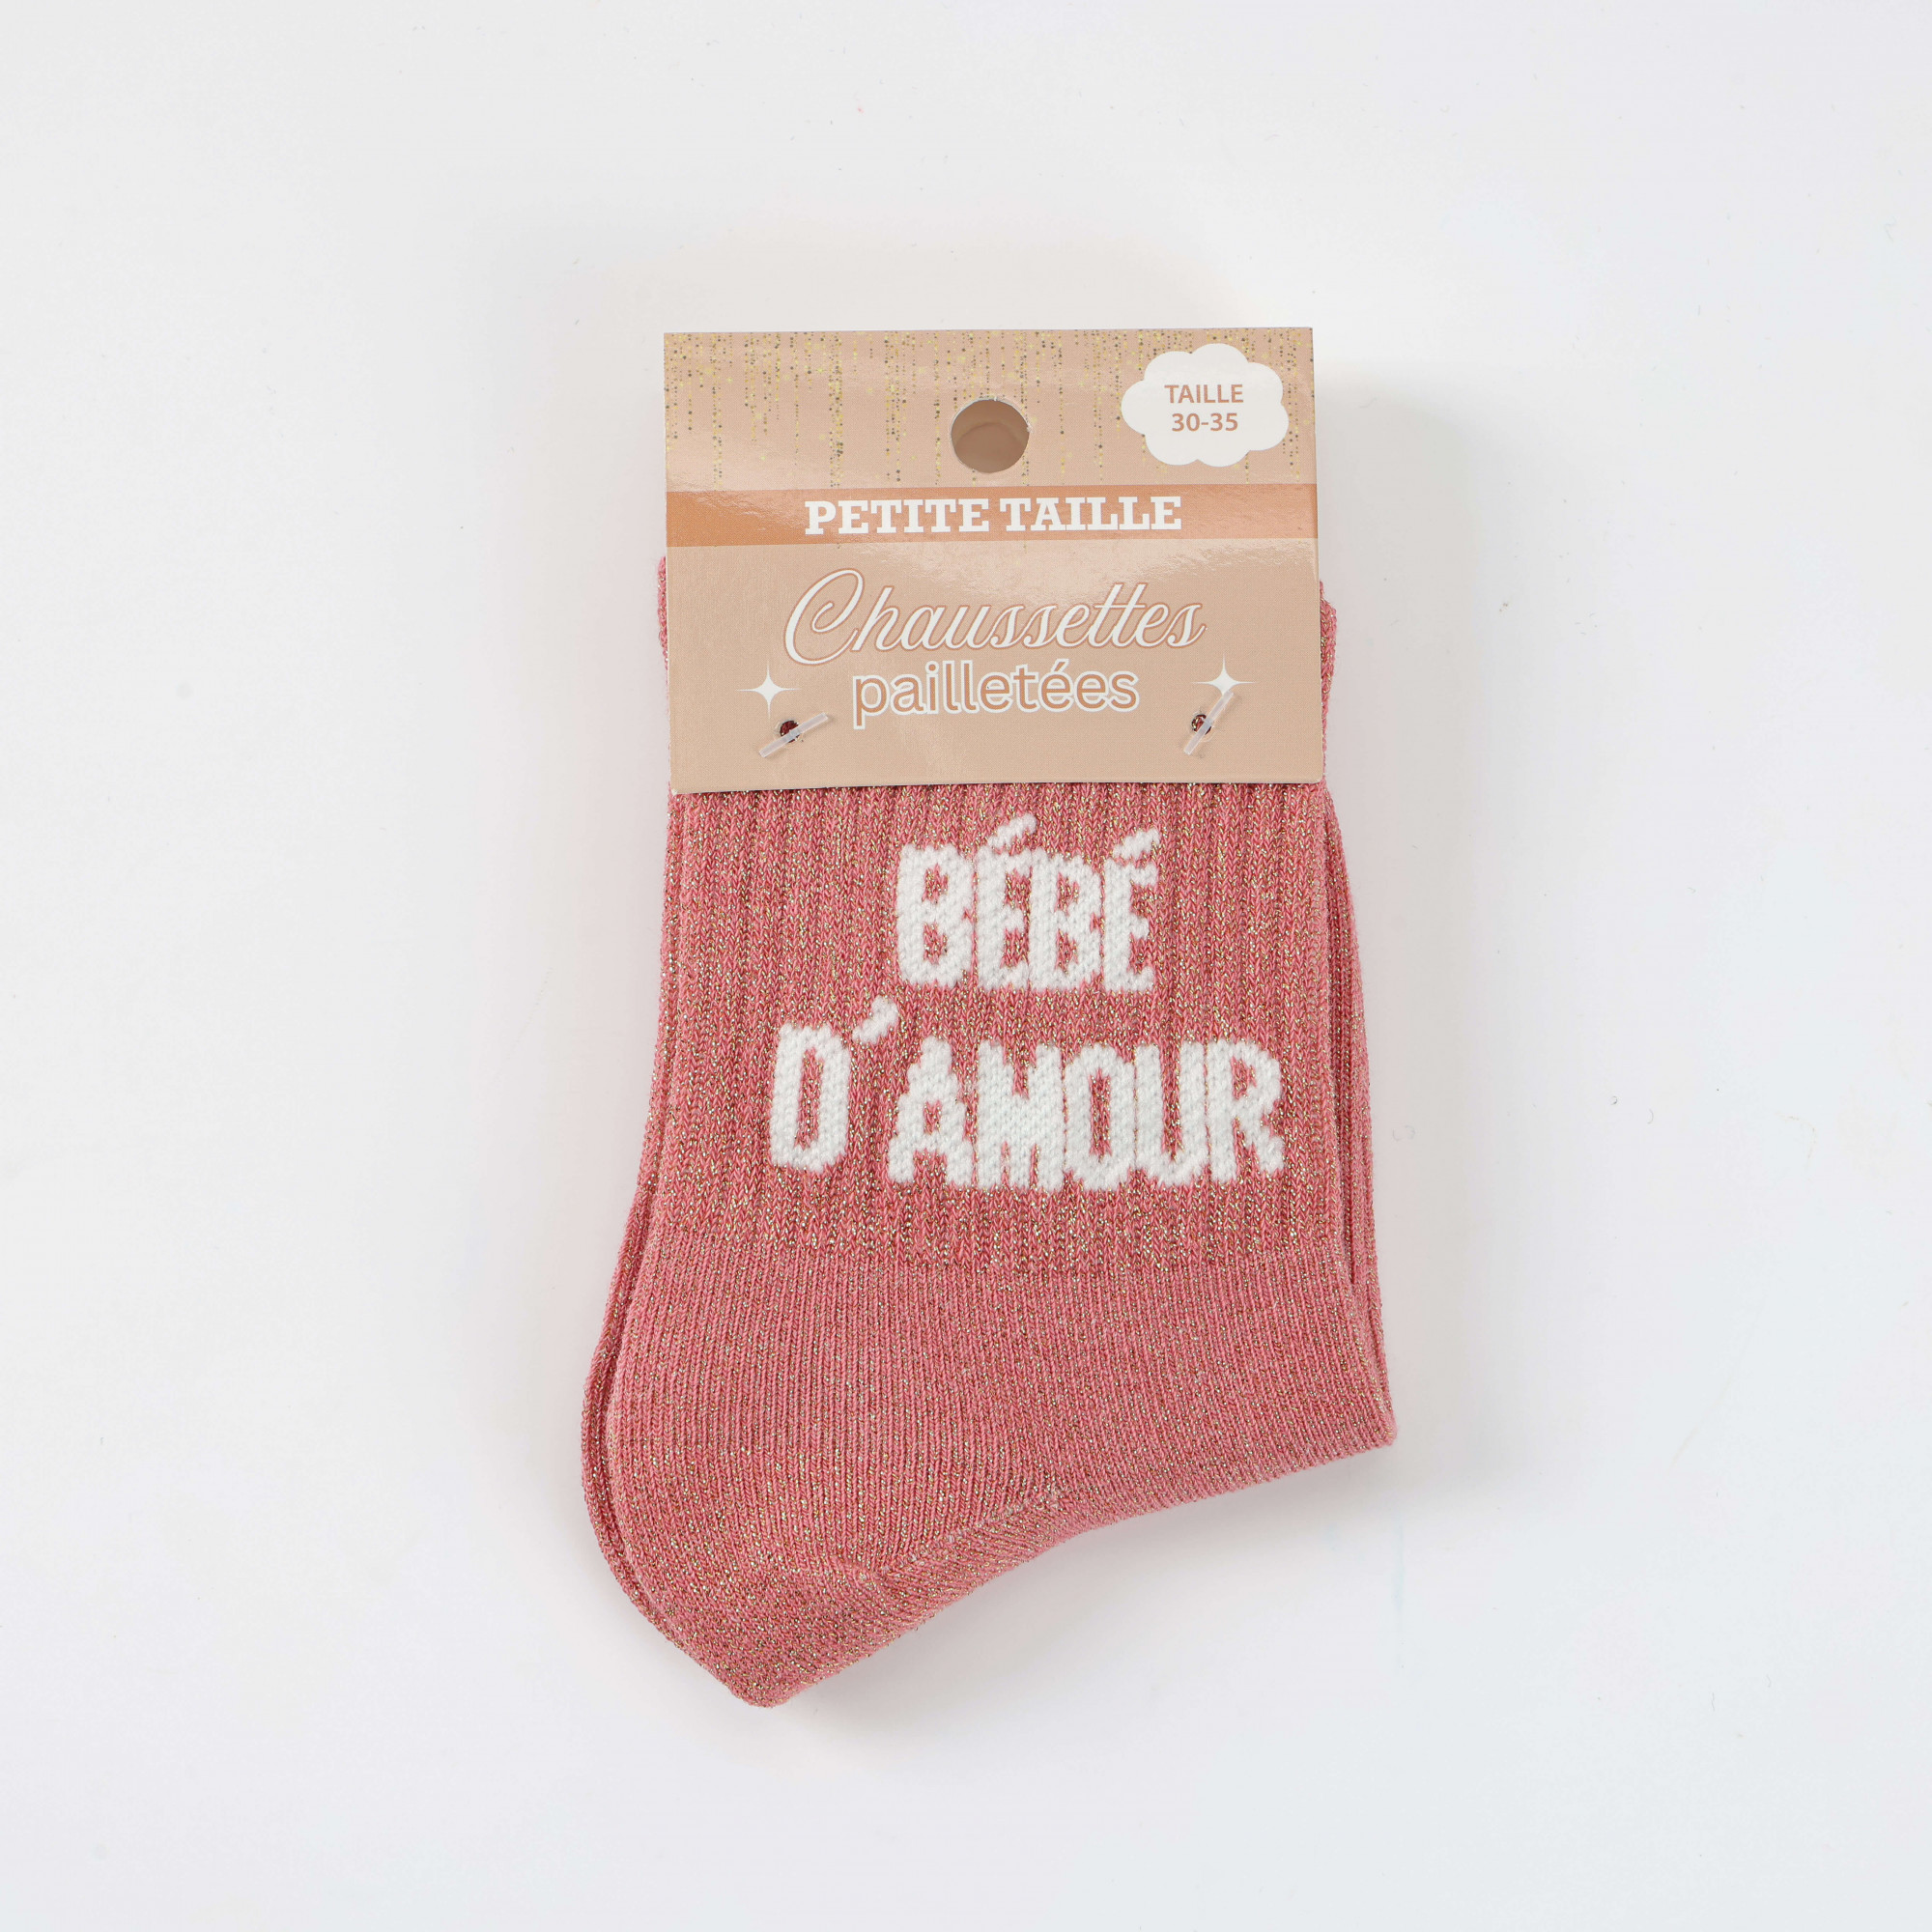 TAILLE
30-35
PETITE TAILLE
Chaussettes
pailletées
BÉBÉ
D'AMOUR